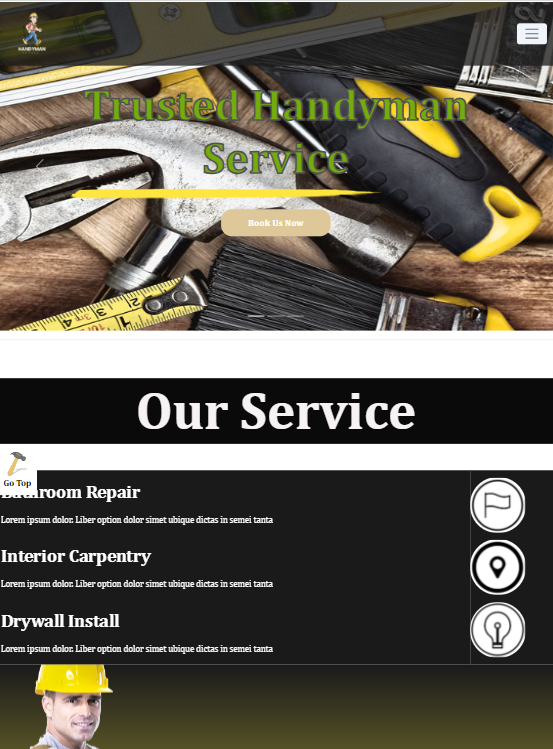 HANDYMAN
Trusted Handyman
Service
Book Us Now
Our Service
Go Top
Bathroom Repair
Lorem ipsum dolor. Liber option dolor simet ubique dictas in semei tanta
Interior Carpentry
Lorem ipsum dolor. Liber option dolor simet ubique dictas in semei tanta
Drywall Install
Lorem ipsum dolor. Liber option dolor simet ubique dictas in semei tanta